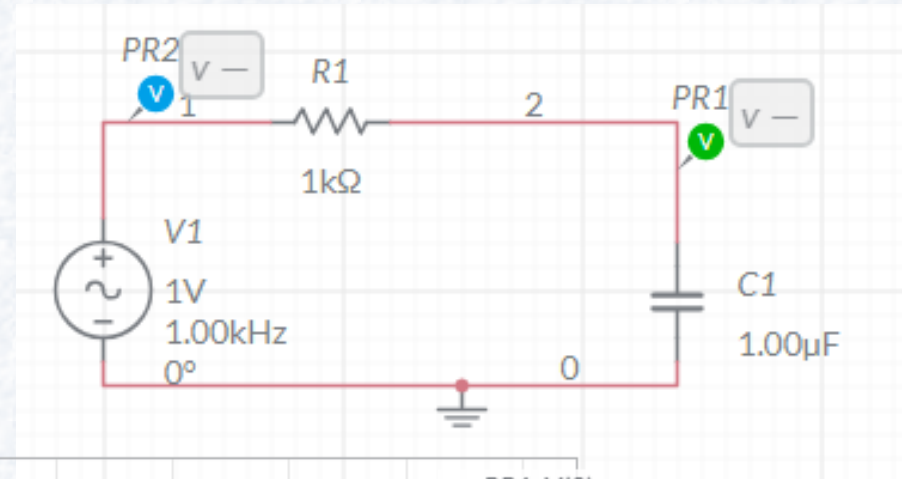 PR2
V —
V
1
R1
2
PR1
V —
V
1kΩ
V1
1V
1.00kHz
0°
C1
1.00µF
0